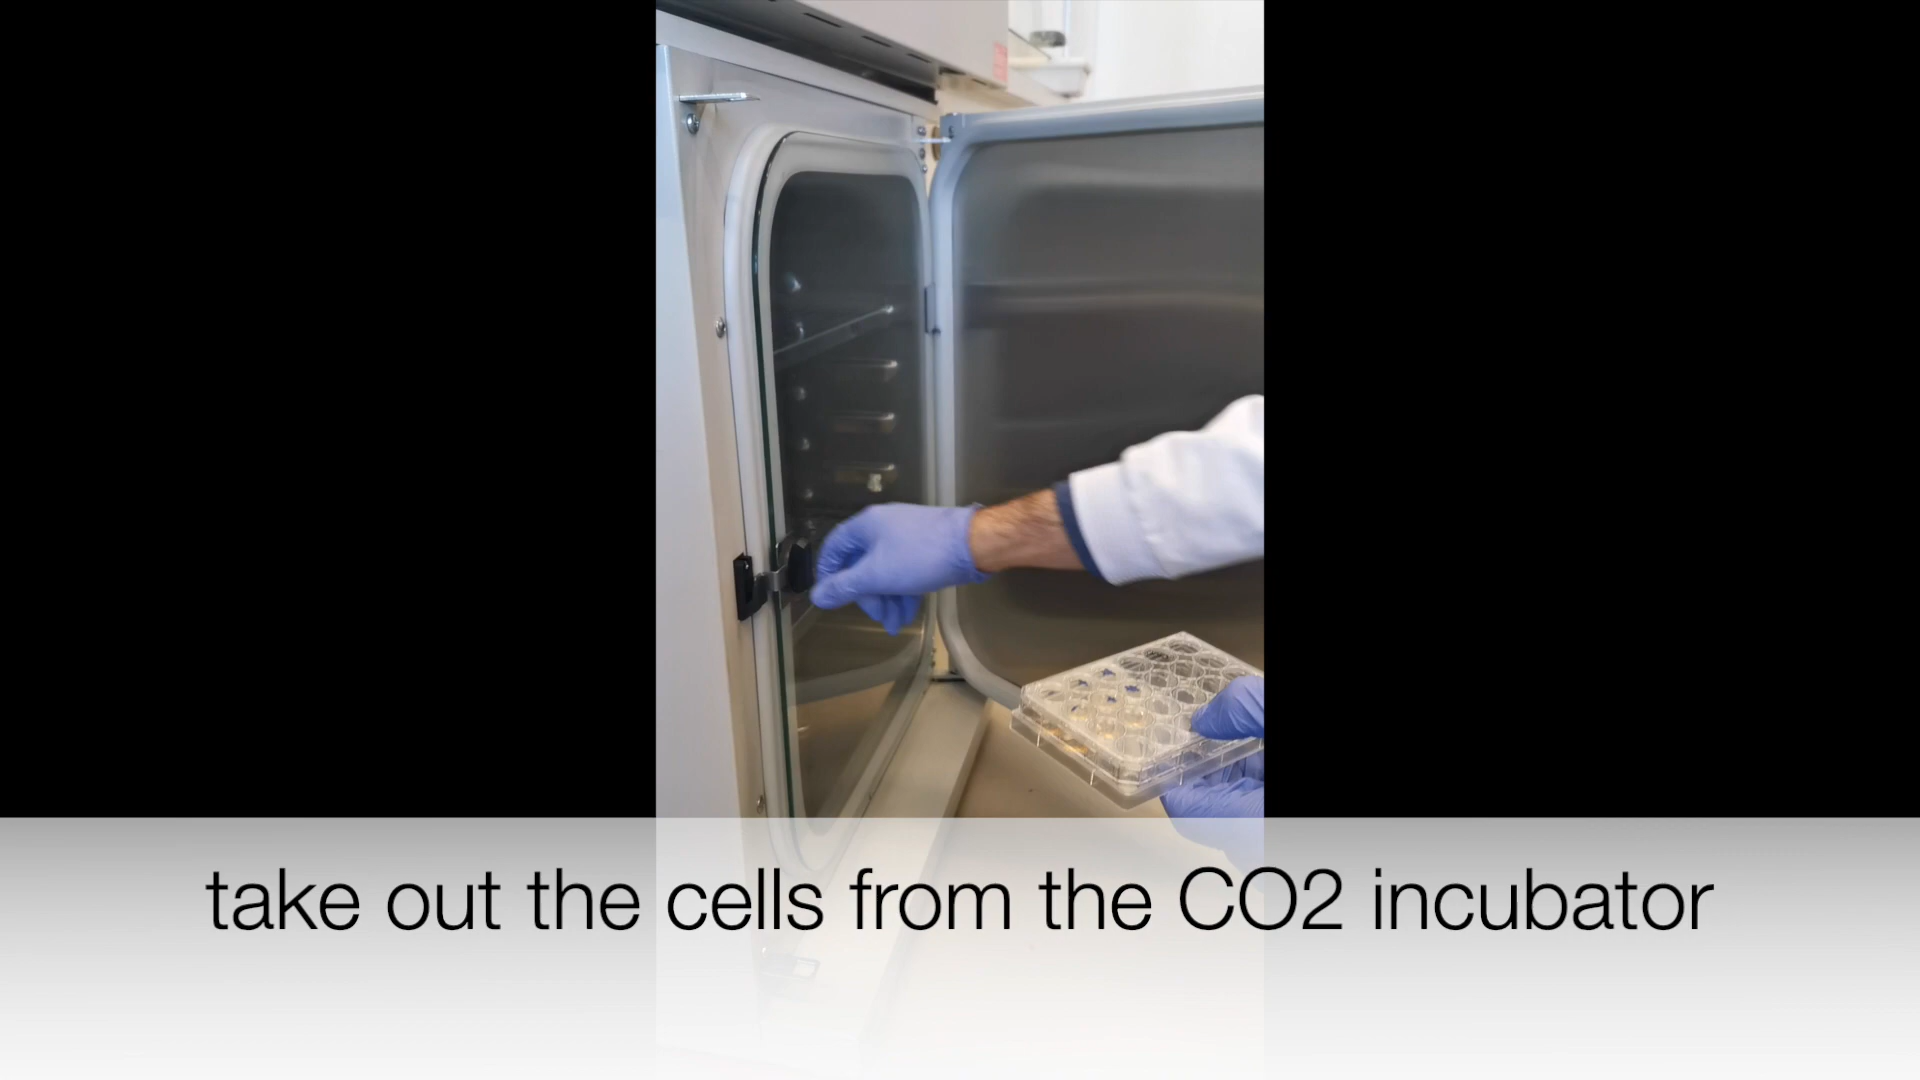 take out the cells from the CO2 incubator